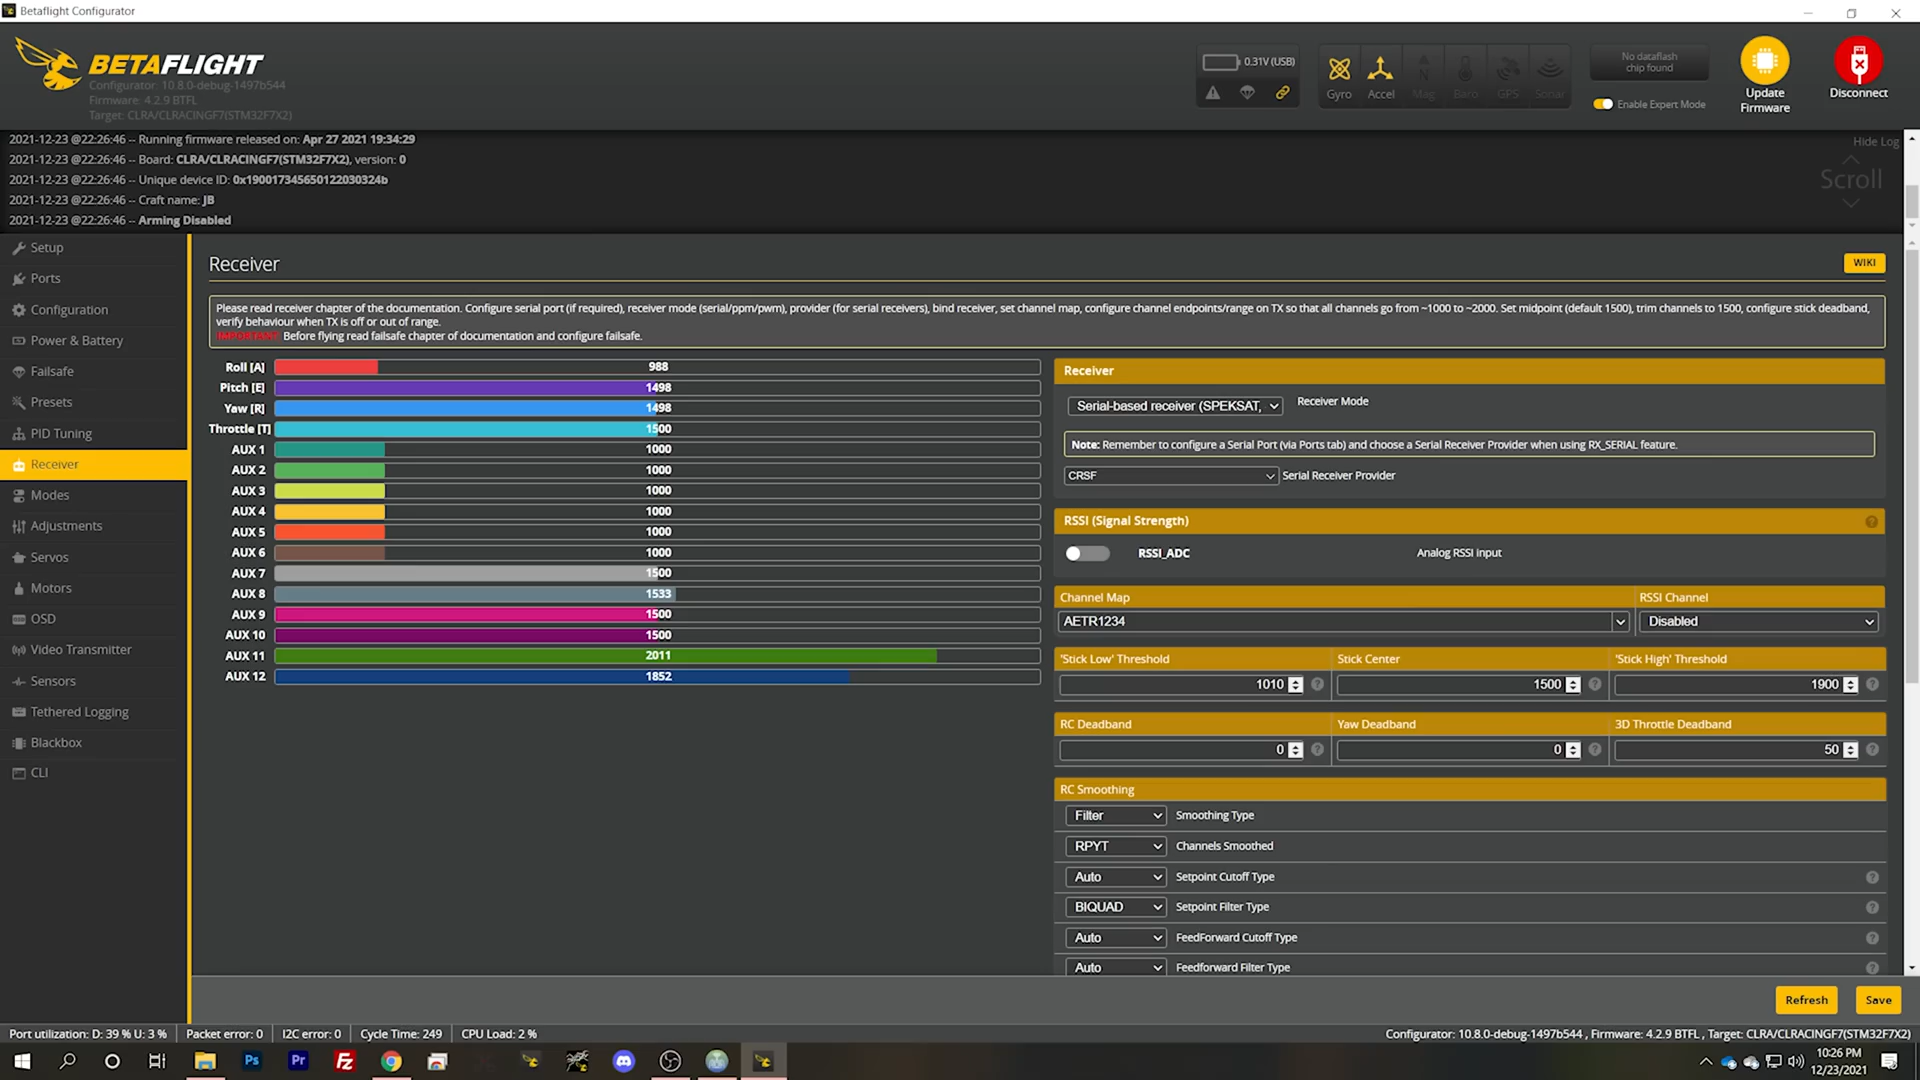 Betaflight Configurator
BETAFLIGHT
Configurator: 10.8.0-debug-1497b544
Firmware: 4.2.9 BTFL
Target: CLRA/CLRACINGF7(STM32F7X2)
0.31V (USB)
Gyro
Accel
Mag
Baro
GPS
Sonar
No dataflash
chip found
Enable Expert Mode
Update
Firmware
Disconnect
2021-12-23 @22:26:46 -- Running firmware released on: Apr 27 2021 19:34:29
2021-12-23 @22:26:46 -- Board: CLRA/CLRACINGF7(STM32F7X2), version: 0
2021-12-23 @22:26:46 -- Unique device ID: 0x190017345650122030324b
2021-12-23 @22:26:46 -- Craft name: JB
2021-12-23 @22:26:46 -- Arming Disabled
Hide Log
Scroll
Setup
Ports
Configuration
Power & Battery
Failsafe
Presets
PID Tuning
Receiver
Modes
Adjustments
Servos
Motors
OSD
Video Transmitter
Sensors
Tethered Logging
Blackbox
CLI
Receiver
WIKI
Please read receiver chapter of the documentation. Configure serial port (if required), receiver mode (serial/ppm/pwm), provider (for serial receivers), bind receiver, set channel map, configure channel endpoints/range on TX so that all channels go from ~1000 to ~2000. Set midpoint (default 1500), trim channels to 1500, configure stick deadband,
verify behaviour when TX is off or out of range.
IMPORTANT: Before flying read failsafe chapter of documentation and configure failsafe.
Roll [A] 988
Pitch [E] 1498
Yaw [R] 1498
Throttle [T] 1500
AUX 1 1000
AUX 2 1000
AUX 3 1000
AUX 4 1000
AUX 5 1000
AUX 6 1000
AUX 7 1500
AUX 8 1533
AUX 9 1500
AUX 10 1500
AUX 11 2011
AUX 12 1852
Receiver
Serial-based receiver (SPEKSAT, Receiver Mode
Note: Remember to configure a Serial Port (via Ports tab) and choose a Serial Receiver Provider when using RX_SERIAL feature.
CRSF Serial Receiver Provider
RSSI (Signal Strength)
RSSI_ADC Analog RSSI input
Channel Map RSSI Channel
AETR1234 Disabled
'Stick Low' Threshold Stick Center 'Stick High' Threshold
1010 1500 1900
RC Deadband Yaw Deadband 3D Throttle Deadband
0 0 50
RC Smoothing
Filter Smoothing Type
RPYT Channels Smoothed
Auto Setpoint Cutoff Type
BIQUAD Setpoint Filter Type
Auto FeedForward Cutoff Type
Auto Feedforward Filter Type
Refresh Save
Port utilization: D: 39 % U: 3 % Packet error: 0 I2C error: 0 Cycle Time: 249 CPU Load: 2 % Configurator: 10.8.0-debug-1497b544 , Firmware: 4.2.9 BTFL , Target: CLRA/CLRACINGF7(STM32F7X2)
Ps
Pr
Fz
10:26 PM
12/23/2021